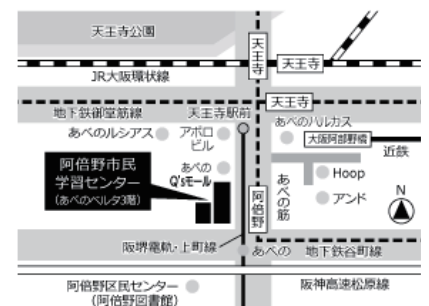 天王寺公園
天王寺
天王寺
JR大阪環状線
天王寺
地下鉄御堂筋線
天王寺駅前
あべのルシアス
アポロ
ビル
あべのハルカス
大阪阿部野橋
近鉄
阿倍野市民
学習センター
(あべのベルタ3階)
あべの
Q'sモール
Hoop
アンド
あべの筋
阿倍野
N
阪堺電軌・上町線
あべの
地下鉄谷町線
阿倍野区民センター
(阿倍野図書館)
阪神高速松原線